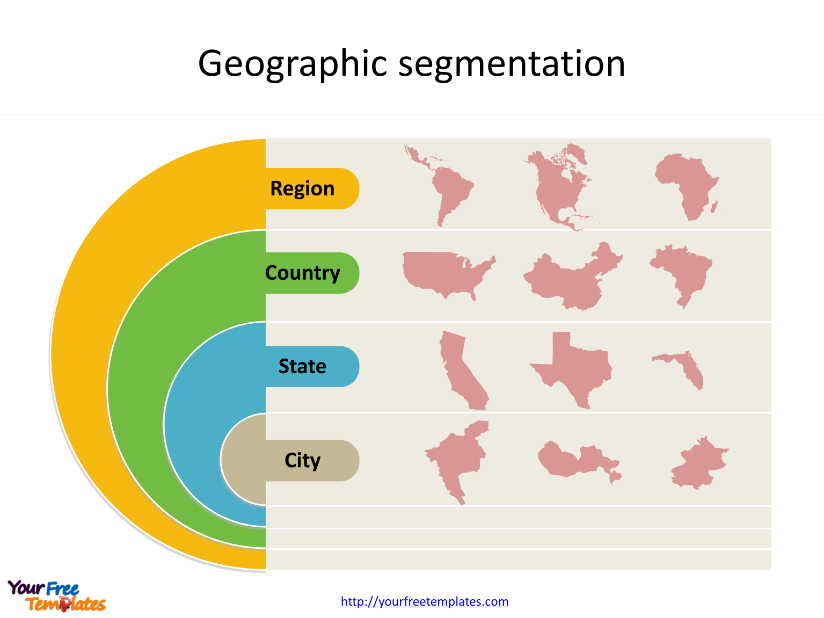 Geographic segmentation
Region
Country
State
City
Your Free
Templates
http://yourfreetemplates.com